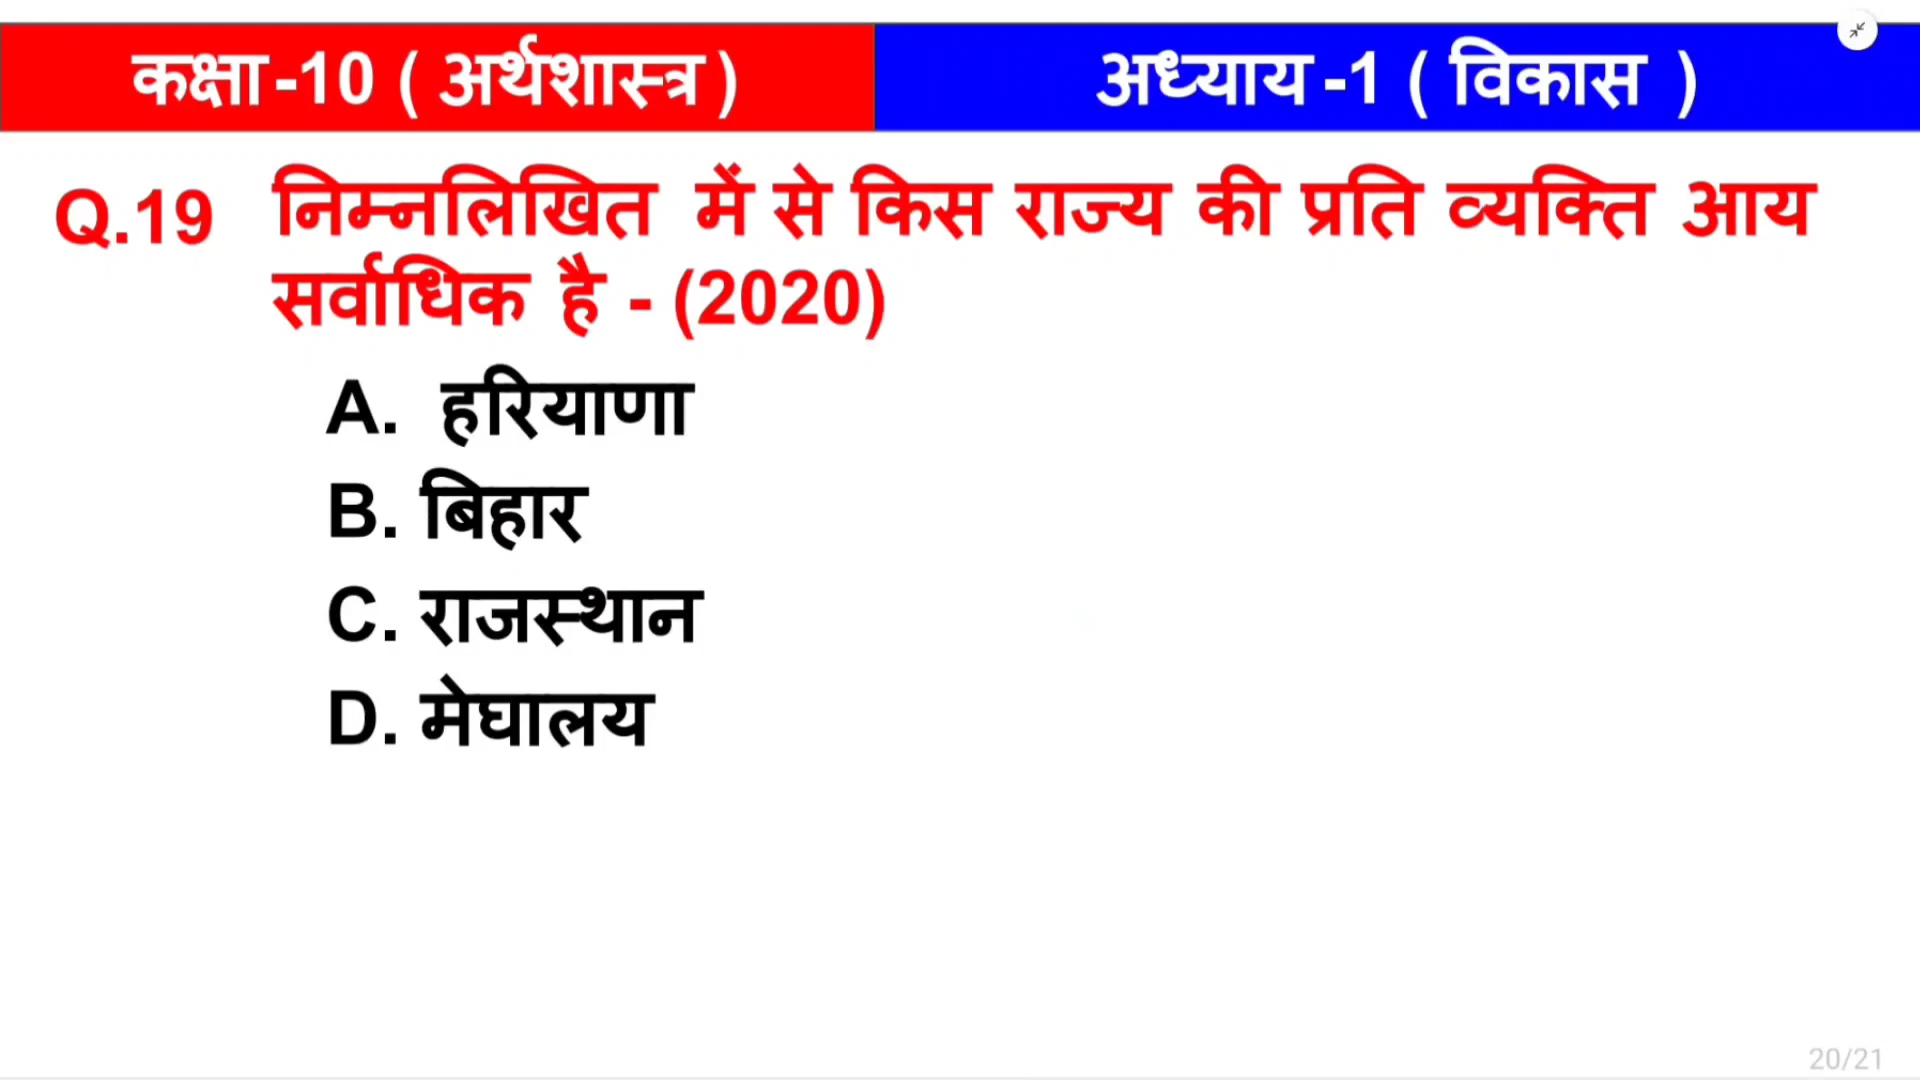 कक्षा-10 ( अर्थशास्त्र) अध्याय-1 ( विकास )
Q.19 निम्नलिखित में से किस राज्य की प्रति व्यक्ति आय
सर्वाधिक है - (2020)
A. हरियाणा
B. बिहार
C. राजस्थान
D. मेघालय
20/21